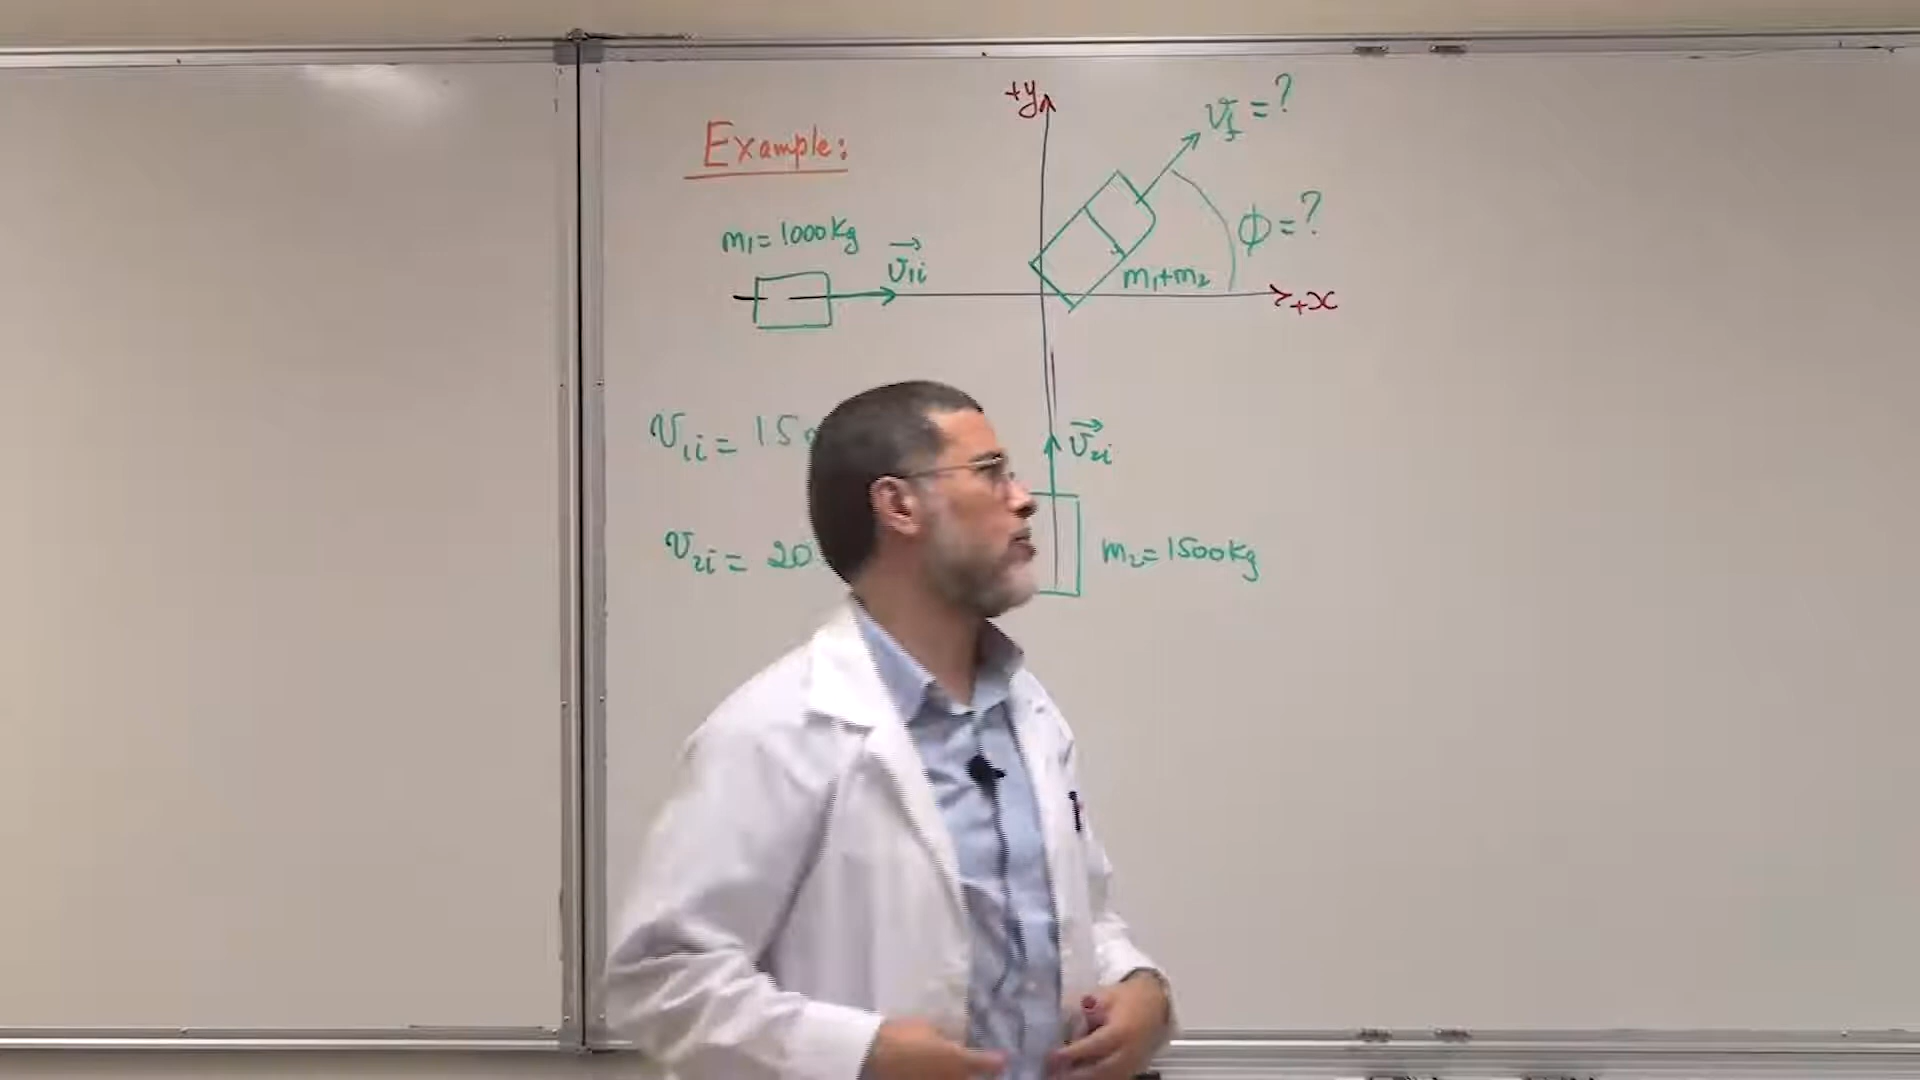 Example:
+y
v_f = ?
m₁ = 1000 Kg
v⃗₁ᵢ
ϕ = ?
m₁+m₂
+x
v₁ᵢ = 15
v⃗₂ᵢ
v₂ᵢ = 20
m₂ = 1500 Kg